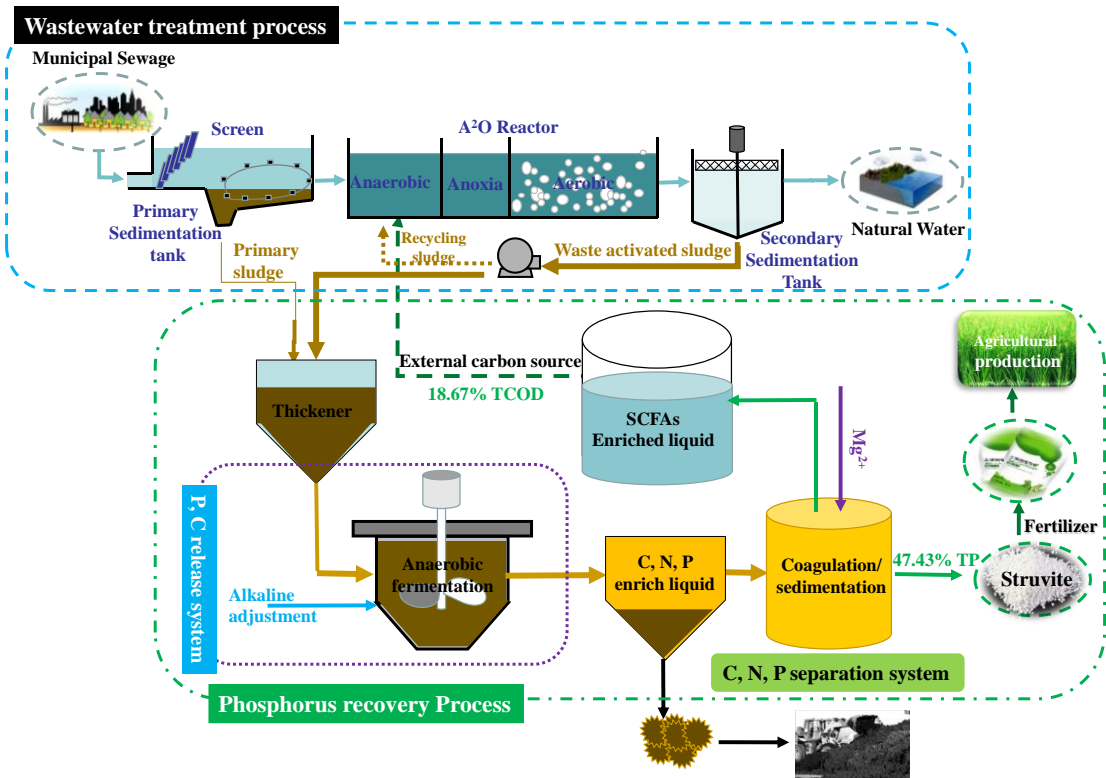 Wastewater treatment process
Municipal Sewage
Screen
A²O Reactor
Anaerobic
Anoxia
Aerobic
Primary
Sedimentation
tank
Natural Water
Secondary
Sedimentation
Tank
Primary
sludge
Recycling
sludge
Waste activated sludge
External carbon source
18.67% TCOD
Thickener
SCFAs
Enriched liquid
Mg²⁺
Agricultural
production
Fertilizer
P, C release system
Alkaline
adjustment
Anaerobic
fermentation
C, N, P
enrich liquid
Coagulation/
sedimentation
47.43% TP
Struvite
C, N, P separation system
Phosphorus recovery Process